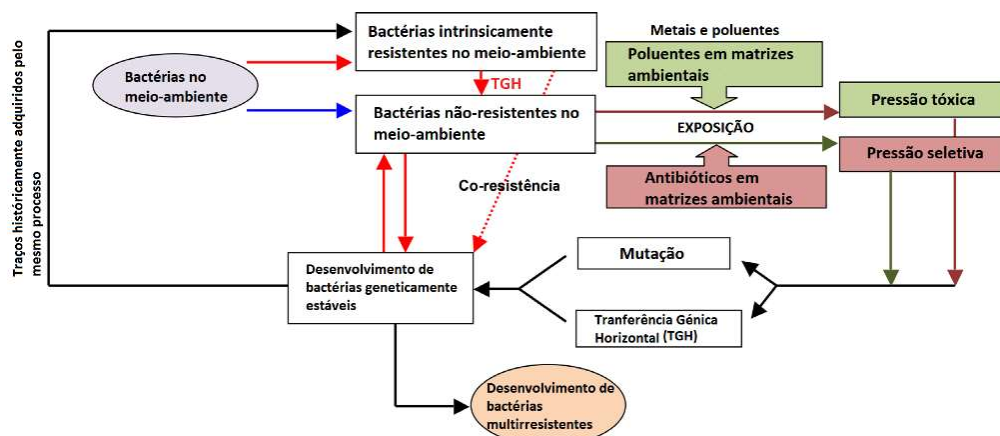 Traços históricamente adquiridos pelo
mesmo processo
Bactérias no
meio-ambiente
Bactérias intrinsicamente
resistentes no meio-ambiente
TGH
Bactérias não-resistentes no
meio-ambiente
Metais e poluentes
Poluentes em matrizes
ambientais
EXPOSIÇÃO
Antibióticos em
matrizes ambientais
Pressão tóxica
Pressão seletiva
Co-resistência
Desenvolvimento de
bactérias geneticamente
estáveis
Mutação
Tranferência Génica
Horizontal (TGH)
Desenvolvimento de
bactérias
multirresistentes